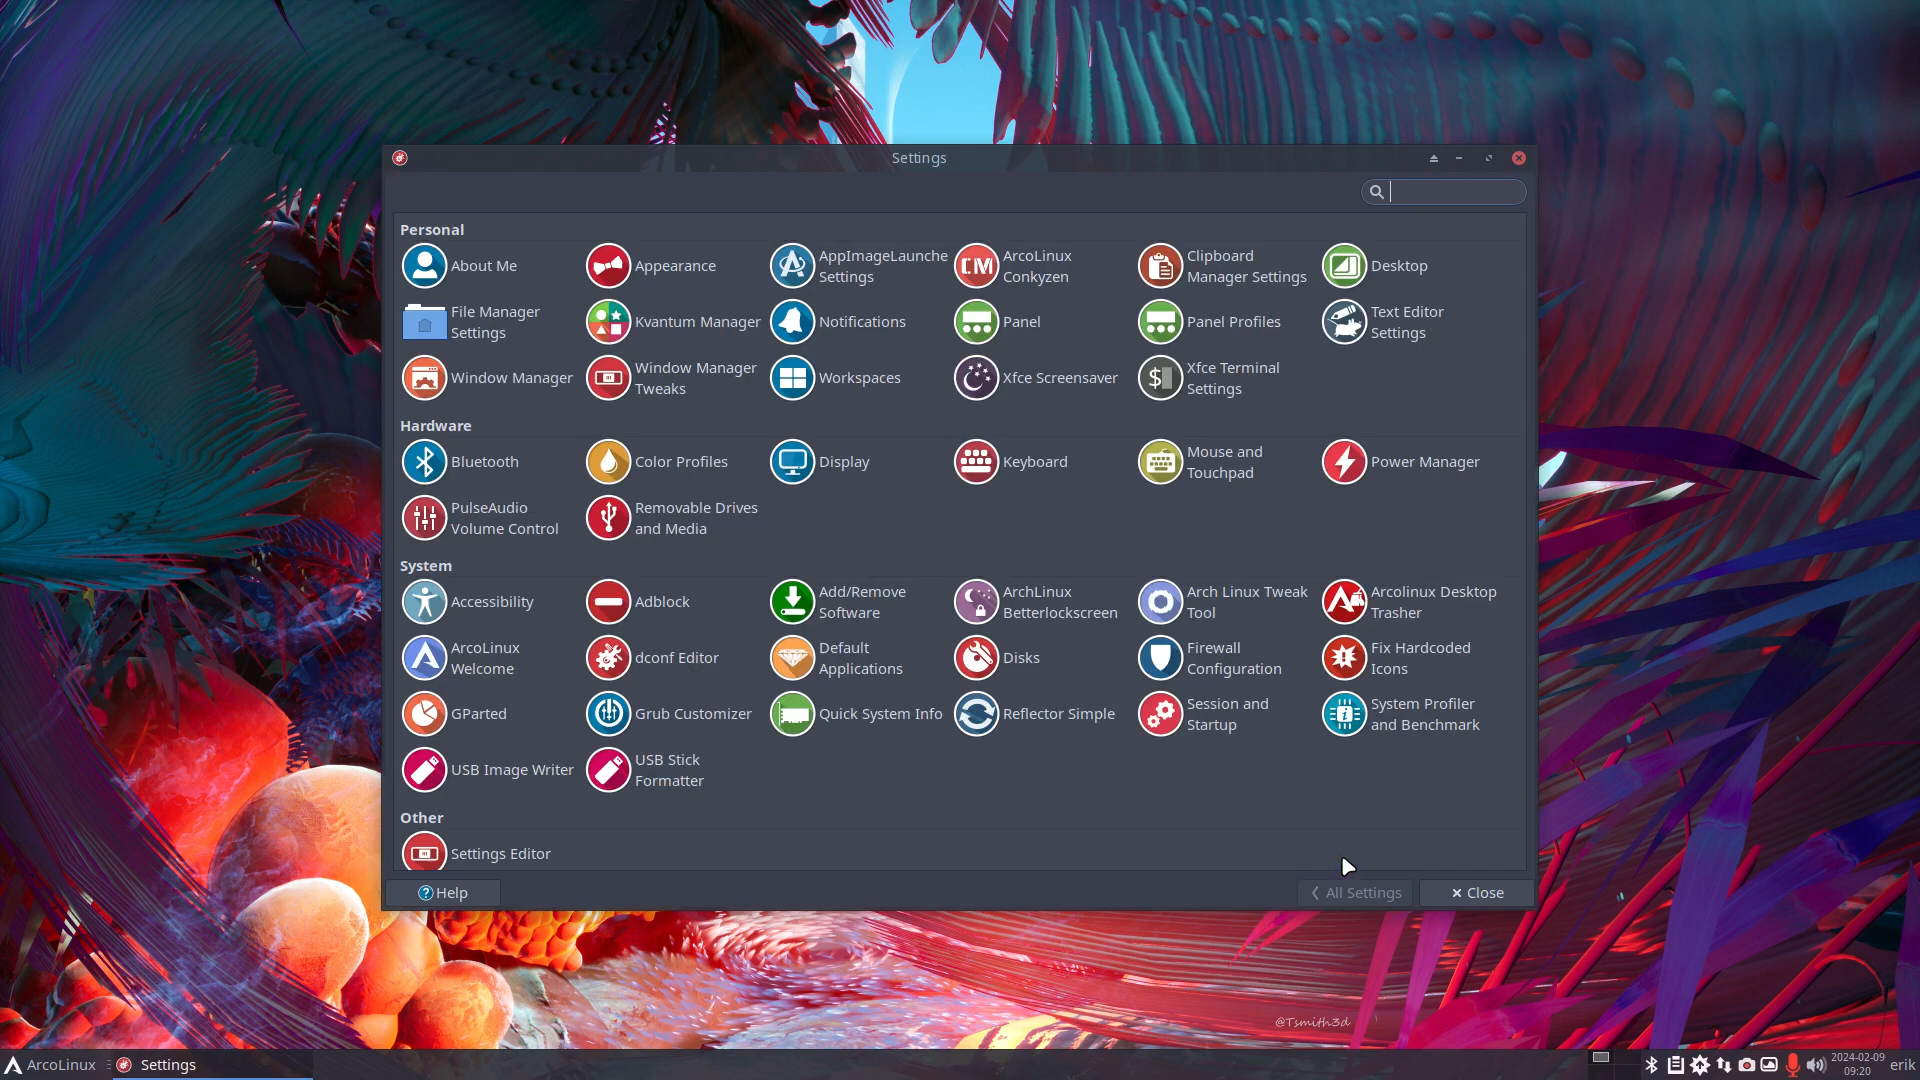 Settings
Personal
About Me
Appearance
AppImageLaunche
Settings
ArcoLinux
Conkyzen
Clipboard
Manager Settings
Desktop
File Manager
Settings
Kvantum Manager
Notifications
Panel
Panel Profiles
Text Editor
Settings
Window Manager
Window Manager
Tweaks
Workspaces
Xfce Screensaver
Xfce Terminal
Settings
Hardware
Bluetooth
Color Profiles
Display
Keyboard
Mouse and
Touchpad
Power Manager
PulseAudio
Volume Control
Removable Drives
and Media
System
Accessibility
Adblock
Add/Remove
Software
ArchLinux
Betterlockscreen
Arch Linux Tweak
Tool
Arcolinux Desktop
Trasher
ArcoLinux
Welcome
dconf Editor
Default
Applications
Disks
Firewall
Configuration
Fix Hardcoded
Icons
GParted
Grub Customizer
Quick System Info
Reflector Simple
Session and
Startup
System Profiler
and Benchmark
USB Image Writer
USB Stick
Formatter
Other
Settings Editor
Help
All Settings
Close
@Tsmith3d
ArcoLinux
Settings
2024-02-09
09:20
erik